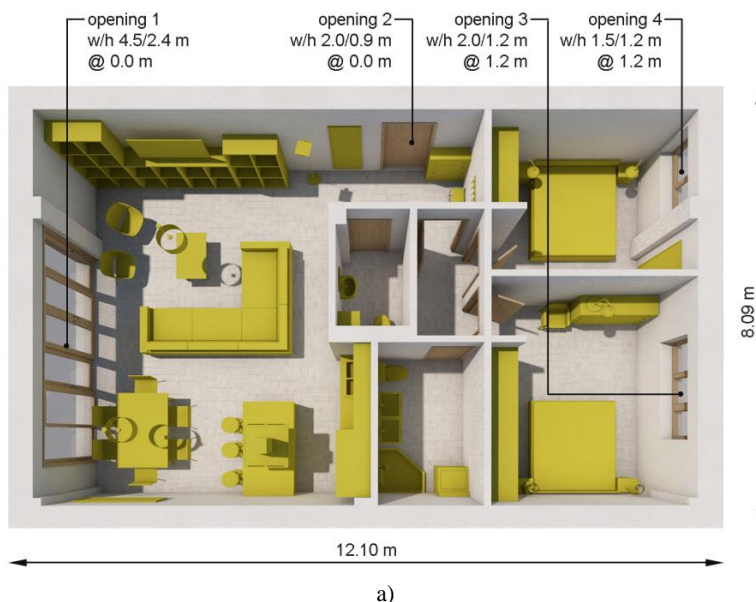 opening 1
w/h 4.5/2.4 m
@ 0.0 m
opening 2
w/h 2.0/0.9 m
@ 0.0 m
opening 3
w/h 2.0/1.2 m
@ 1.2 m
opening 4
w/h 1.5/1.2 m
@ 1.2 m
8.09 m
12.10 m
a)